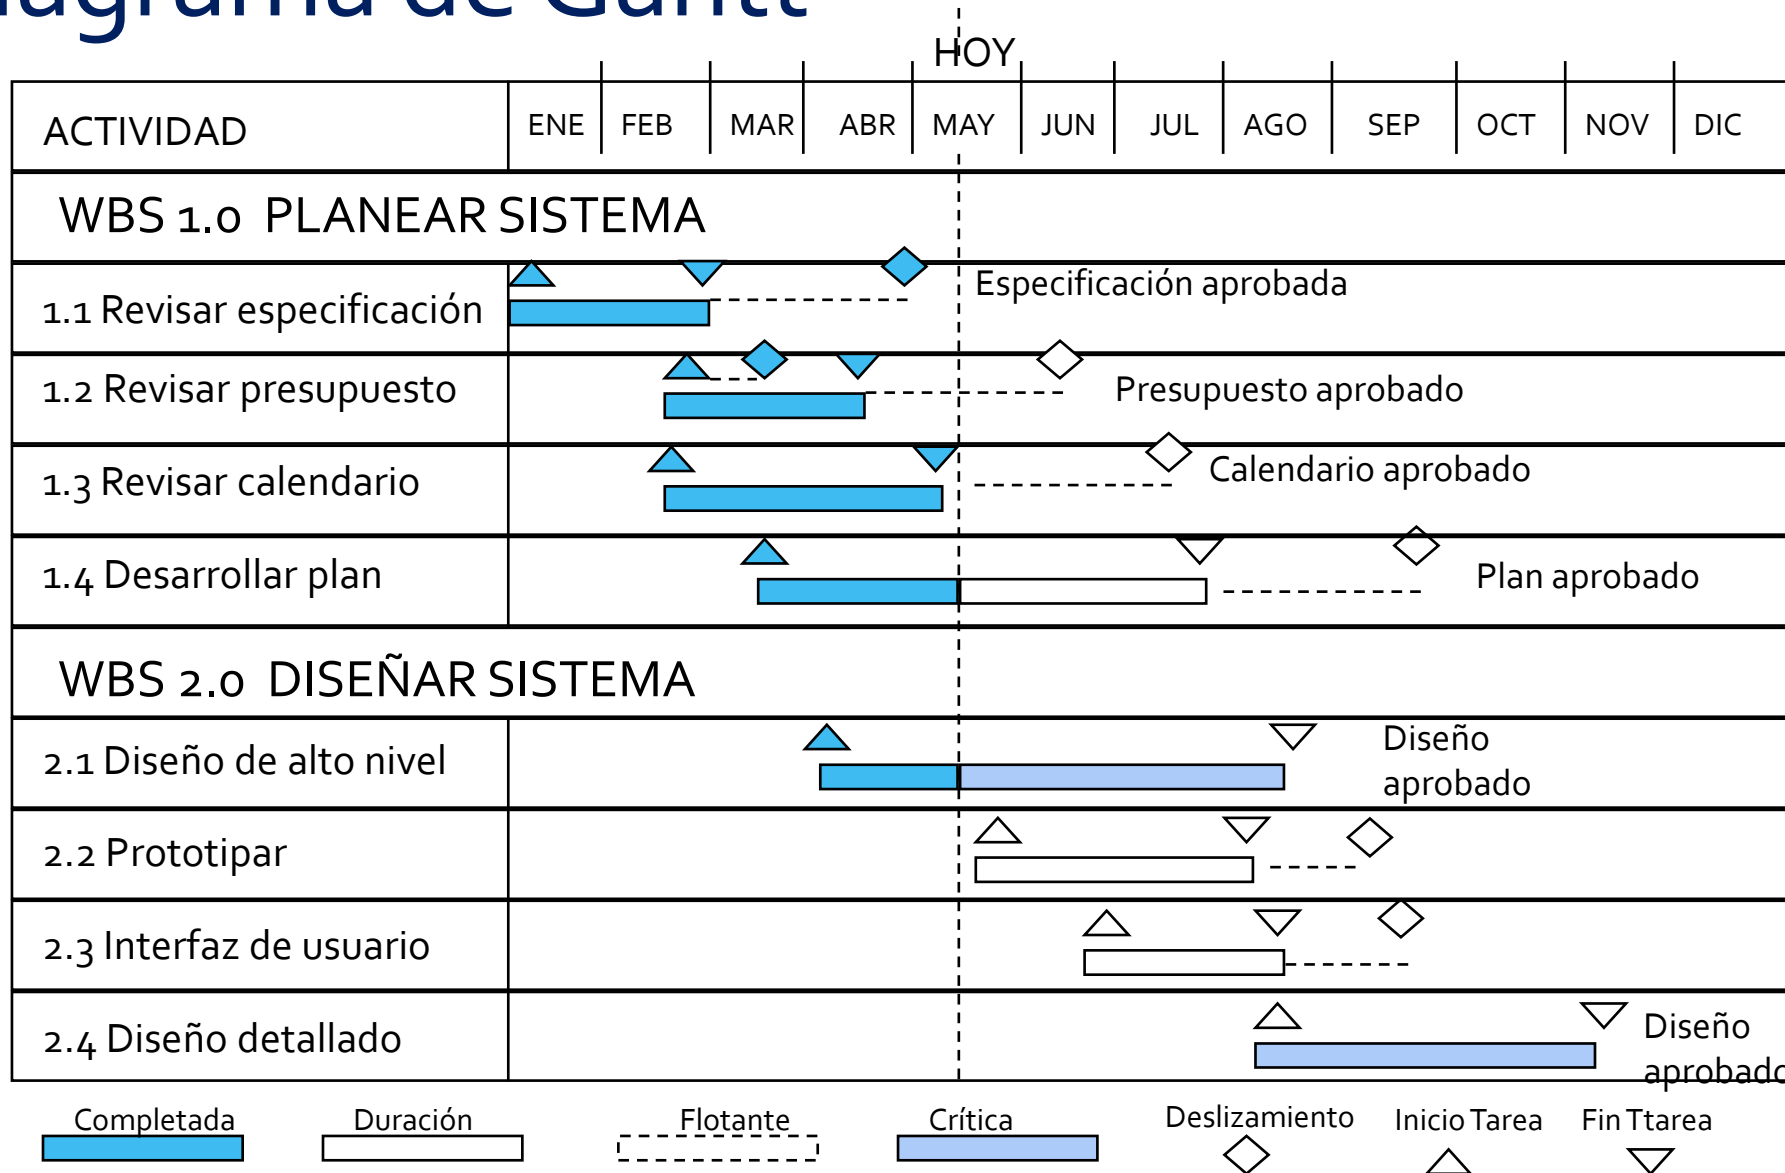 agrama de Gantt
HOY
ACTIVIDAD ENE FEB MAR ABR MAY JUN JUL AGO SEP OCT NOV DIC
WBS 1.0 PLANEAR SISTEMA
1.1 Revisar especificación Especificación aprobada
1.2 Revisar presupuesto Presupuesto aprobado
1.3 Revisar calendario Calendario aprobado
1.4 Desarrollar plan Plan aprobado
WBS 2.0 DISEÑAR SISTEMA
2.1 Diseño de alto nivel Diseño
aprobado
2.2 Prototipar
2.3 Interfaz de usuario
2.4 Diseño detallado Diseño
aprobado
Completada Duración Flotante Crítica Deslizamiento Inicio Tarea Fin Ttarea